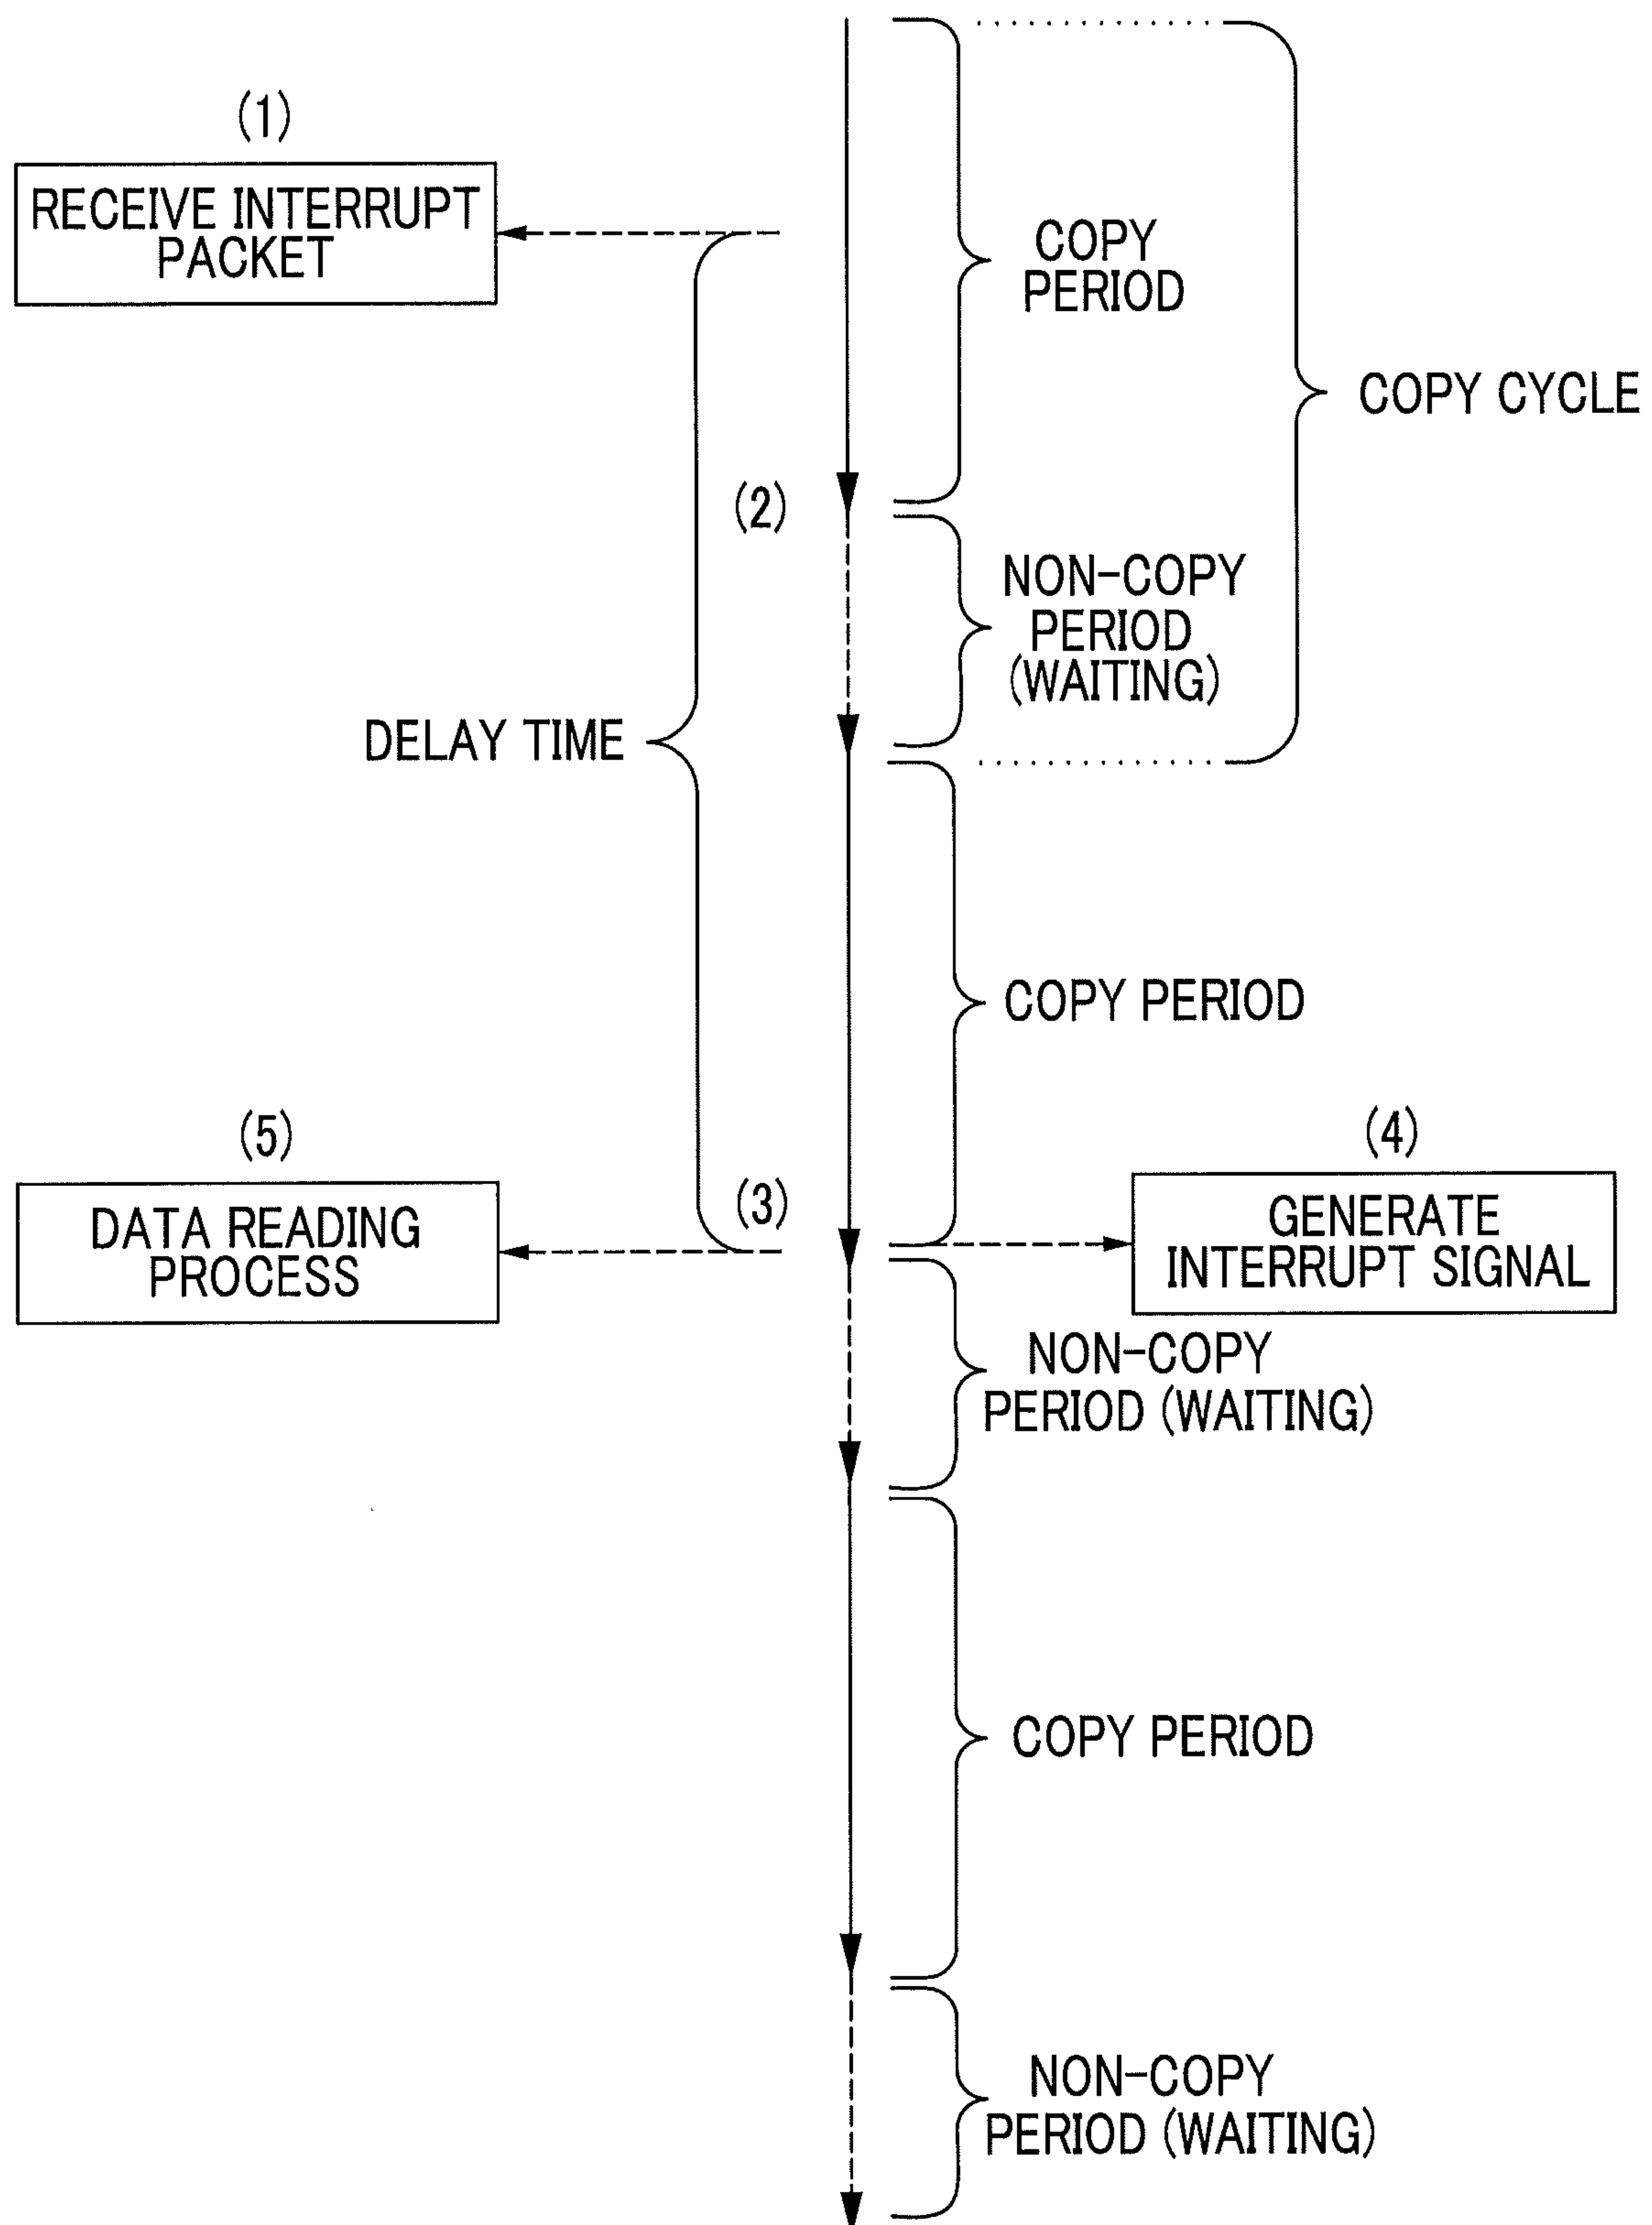 (1)
RECEIVE INTERRUPT
PACKET
COPY
PERIOD
COPY CYCLE
(2)
NON-COPY
PERIOD
(WAITING)
DELAY TIME
COPY PERIOD
(5)
DATA READING
PROCESS
(3)
(4)
GENERATE
INTERRUPT SIGNAL
NON-COPY
PERIOD (WAITING)
COPY PERIOD
NON-COPY
PERIOD (WAITING)